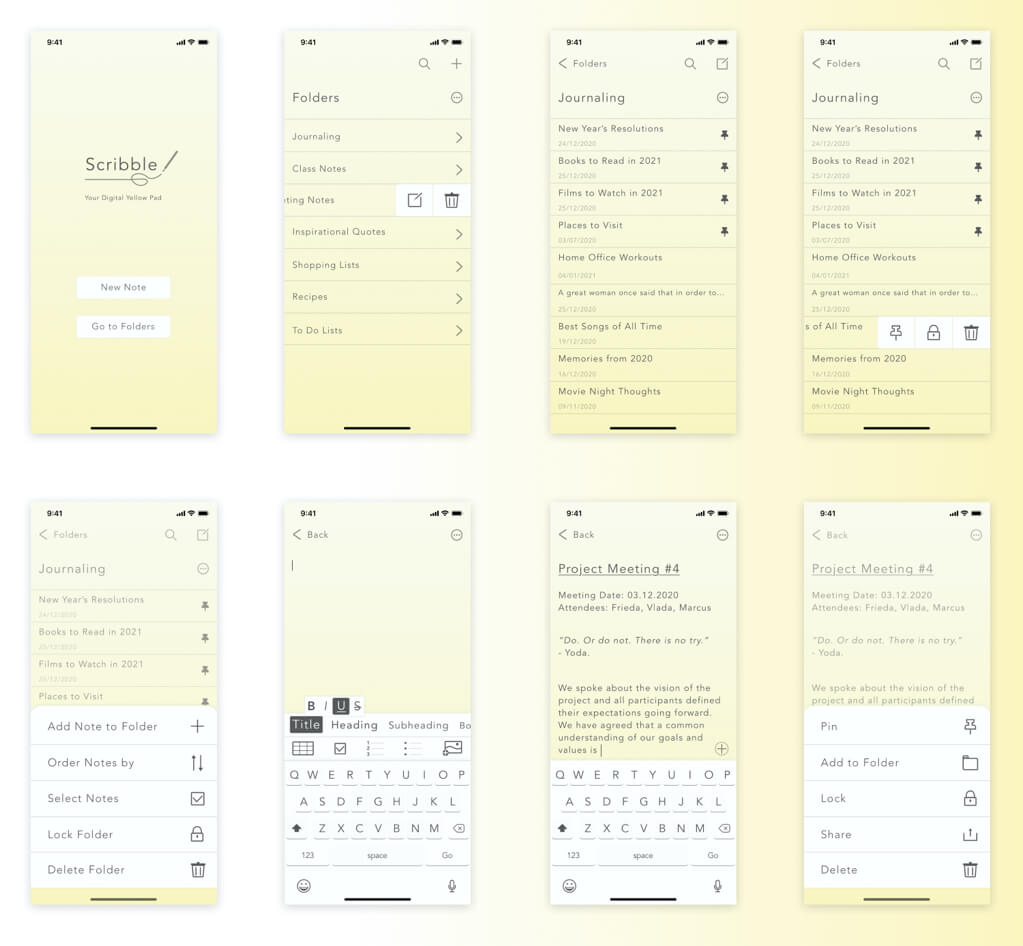 9:41
Scribble
Your Digital Yellow Pad
New Note
Go to Folders
9:41
Folders
Journaling
Class Notes
ting Notes
Inspirational Quotes
Shopping Lists
Recipes
To Do Lists
9:41
Folders
Journaling
New Year's Resolutions
24/12/2020
Books to Read in 2021
25/12/2020
Films to Watch in 2021
25/12/2020
Places to Visit
03/07/2020
Home Office Workouts
04/01/2021
A great woman once said that in order to...
25/12/2020
Best Songs of All Time
19/12/2020
Memories from 2020
16/12/2020
Movie Night Thoughts
09/11/2020
9:41
Folders
Journaling
New Year's Resolutions
24/12/2020
Books to Read in 2021
25/12/2020
Films to Watch in 2021
25/12/2020
Places to Visit
03/07/2020
Home Office Workouts
04/01/2021
A great woman once said that in order to...
25/12/2020
s of All Time
Memories from 2020
16/12/2020
Movie Night Thoughts
09/11/2020
9:41
Folders
Journaling
New Year's Resolutions
24/12/2020
Books to Read in 2021
25/12/2020
Films to Watch in 2021
25/12/2020
Places to Visit
Add Note to Folder
Order Notes by
Select Notes
Lock Folder
Delete Folder
9:41
Back
B I U S
Title Heading Subheading Bo
1
2
3
Q W E R T Y U I O P
A S D F G H J K L
Z X C V B N M
123 space Go
9:41
Back
Project Meeting #4
Meeting Date: 03.12.2020
Attendees: Frieda, Vlada, Marcus
"Do. Or do not. There is no try."
- Yoda.
We spoke about the vision of the
project and all participants defined
their expectations going forward.
We have agreed that a common
understanding of our goals and
values is
Q W E R T Y U I O P
A S D F G H J K L
Z X C V B N M
123 space Go
9:41
Back
Project Meeting #4
Meeting Date: 03.12.2020
Attendees: Frieda, Vlada, Marcus
"Do. Or do not. There is no try."
- Yoda.
We spoke about the vision of the
project and all participants defined
Pin
Add to Folder
Lock
Share
Delete